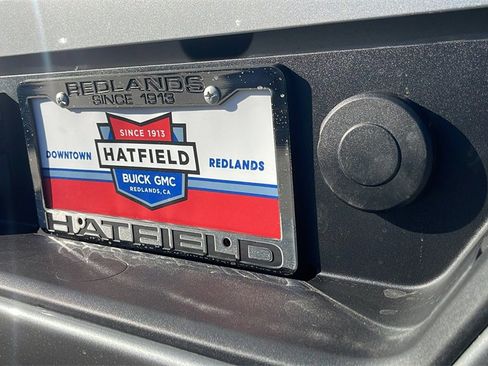 REDLANDS
SINCE 1913
SINCE 1913
DOWNTOWN HATFIELD REDLANDS
BUICK GMC
REDLANDS, CA
HATFIELD